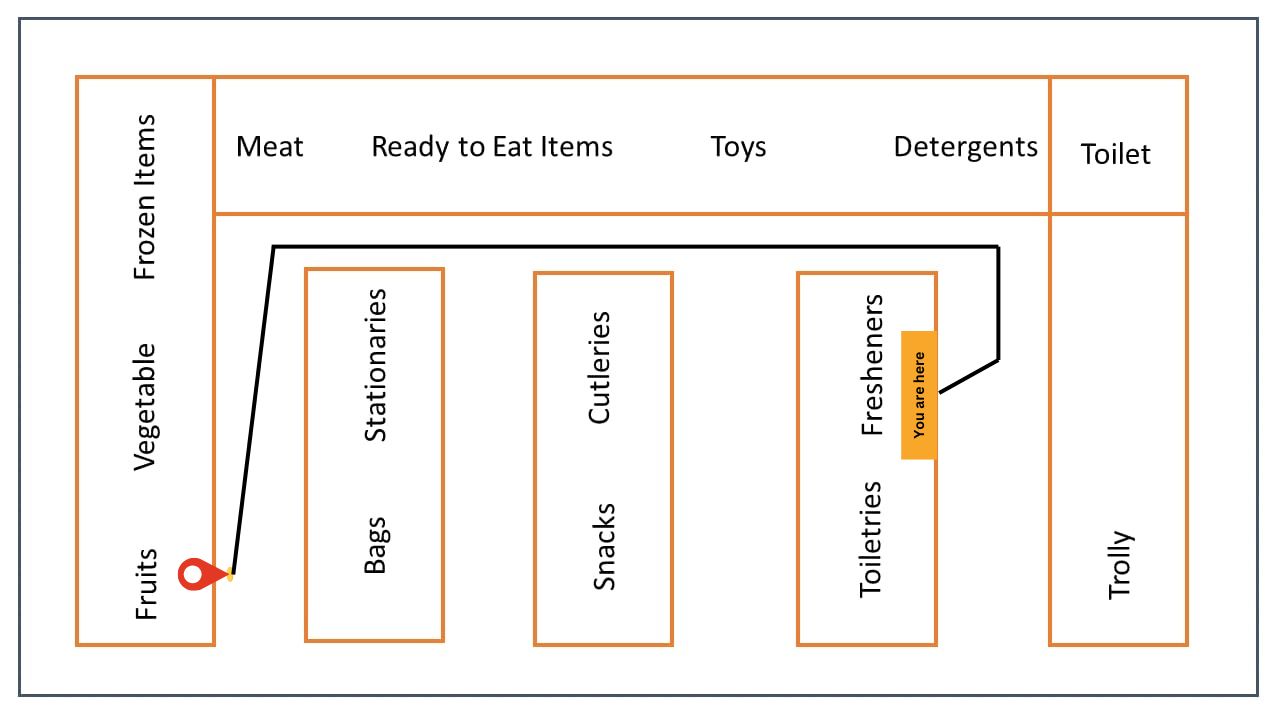 Meat
Ready to Eat Items
Toys
Detergents
Toilet
Frozen Items
Vegetable
Fruits
Stationaries
Bags
Cutleries
Snacks
Fresheners
You are here
Toiletries
Trolly